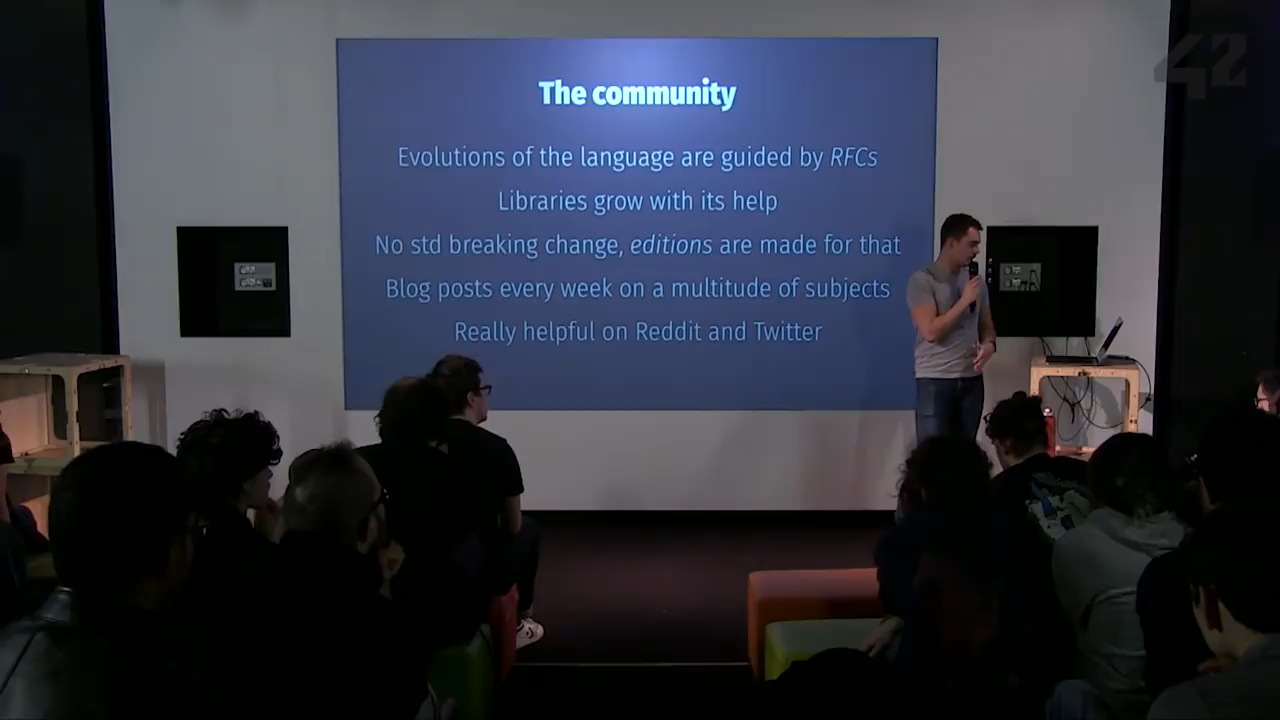 42
The community
Evolutions of the language are guided by RFCs
Libraries grow with its help
No std breaking change, editions are made for that
Blog posts every week on a multitude of subjects
Really helpful on Reddit and Twitter